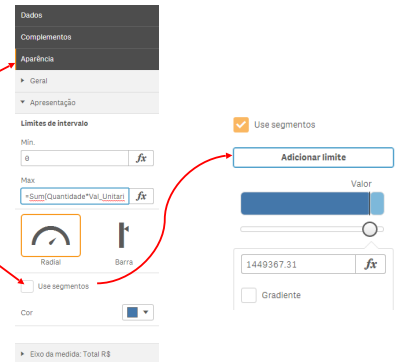 Dados
Complementos
Aparência
Geral
Apresentação
Limites de intervalo
Mín.
0 fx
Max
=Sum(Quantidade*Val_Unitari fx
Radial Barra
Use segmentos
Cor
Eixo da medida: Total R$
Use segmentos
Adicionar limite
Valor
1449367.31 fx
Gradiente